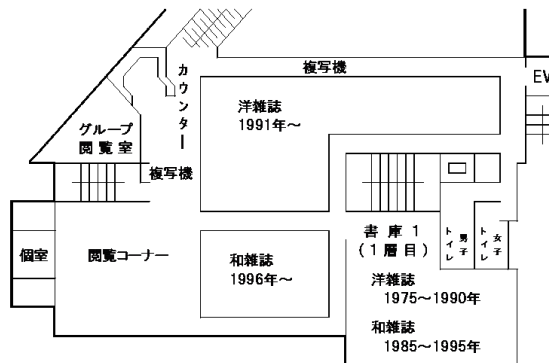 複写機
EV
カウンター
洋雑誌
1991年～
グループ
閲覧室
複写機
個室
閲覧コーナー
和雑誌
1996年～
書庫1
(1層目)
男子
トイレ
女子
トイレ
洋雑誌
1975～1990年
和雑誌
1985～1995年